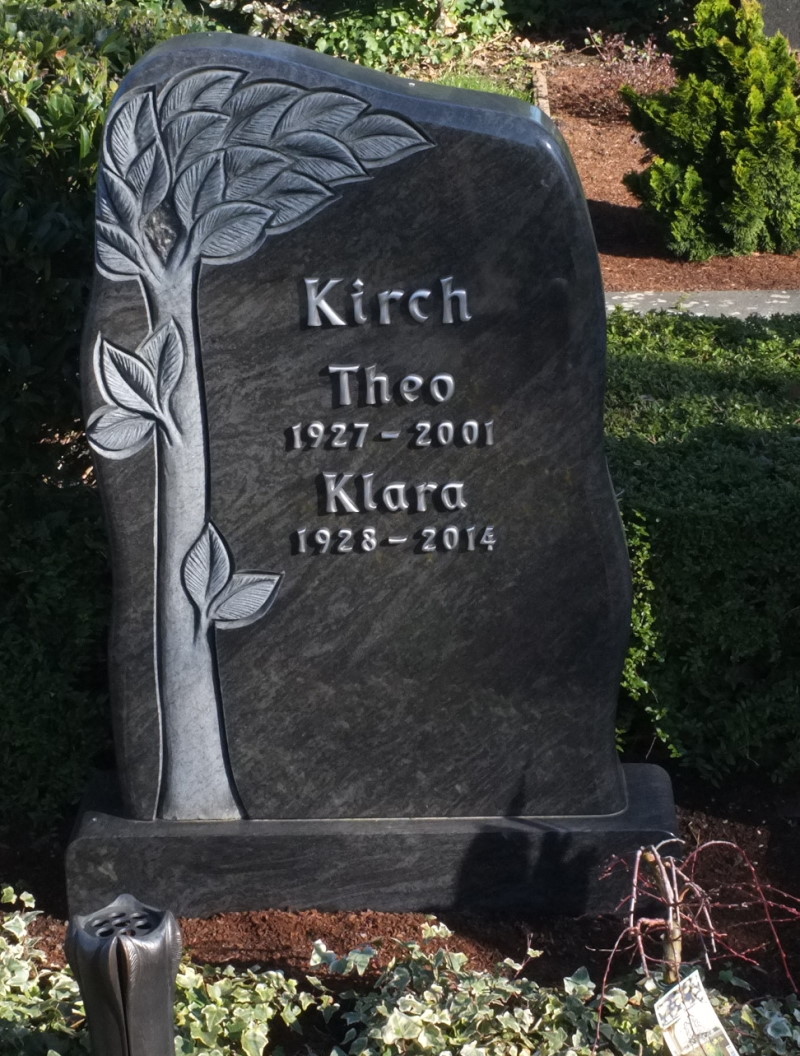 Kirch
Theo
1927 – 2001
Klara
1928 – 2014